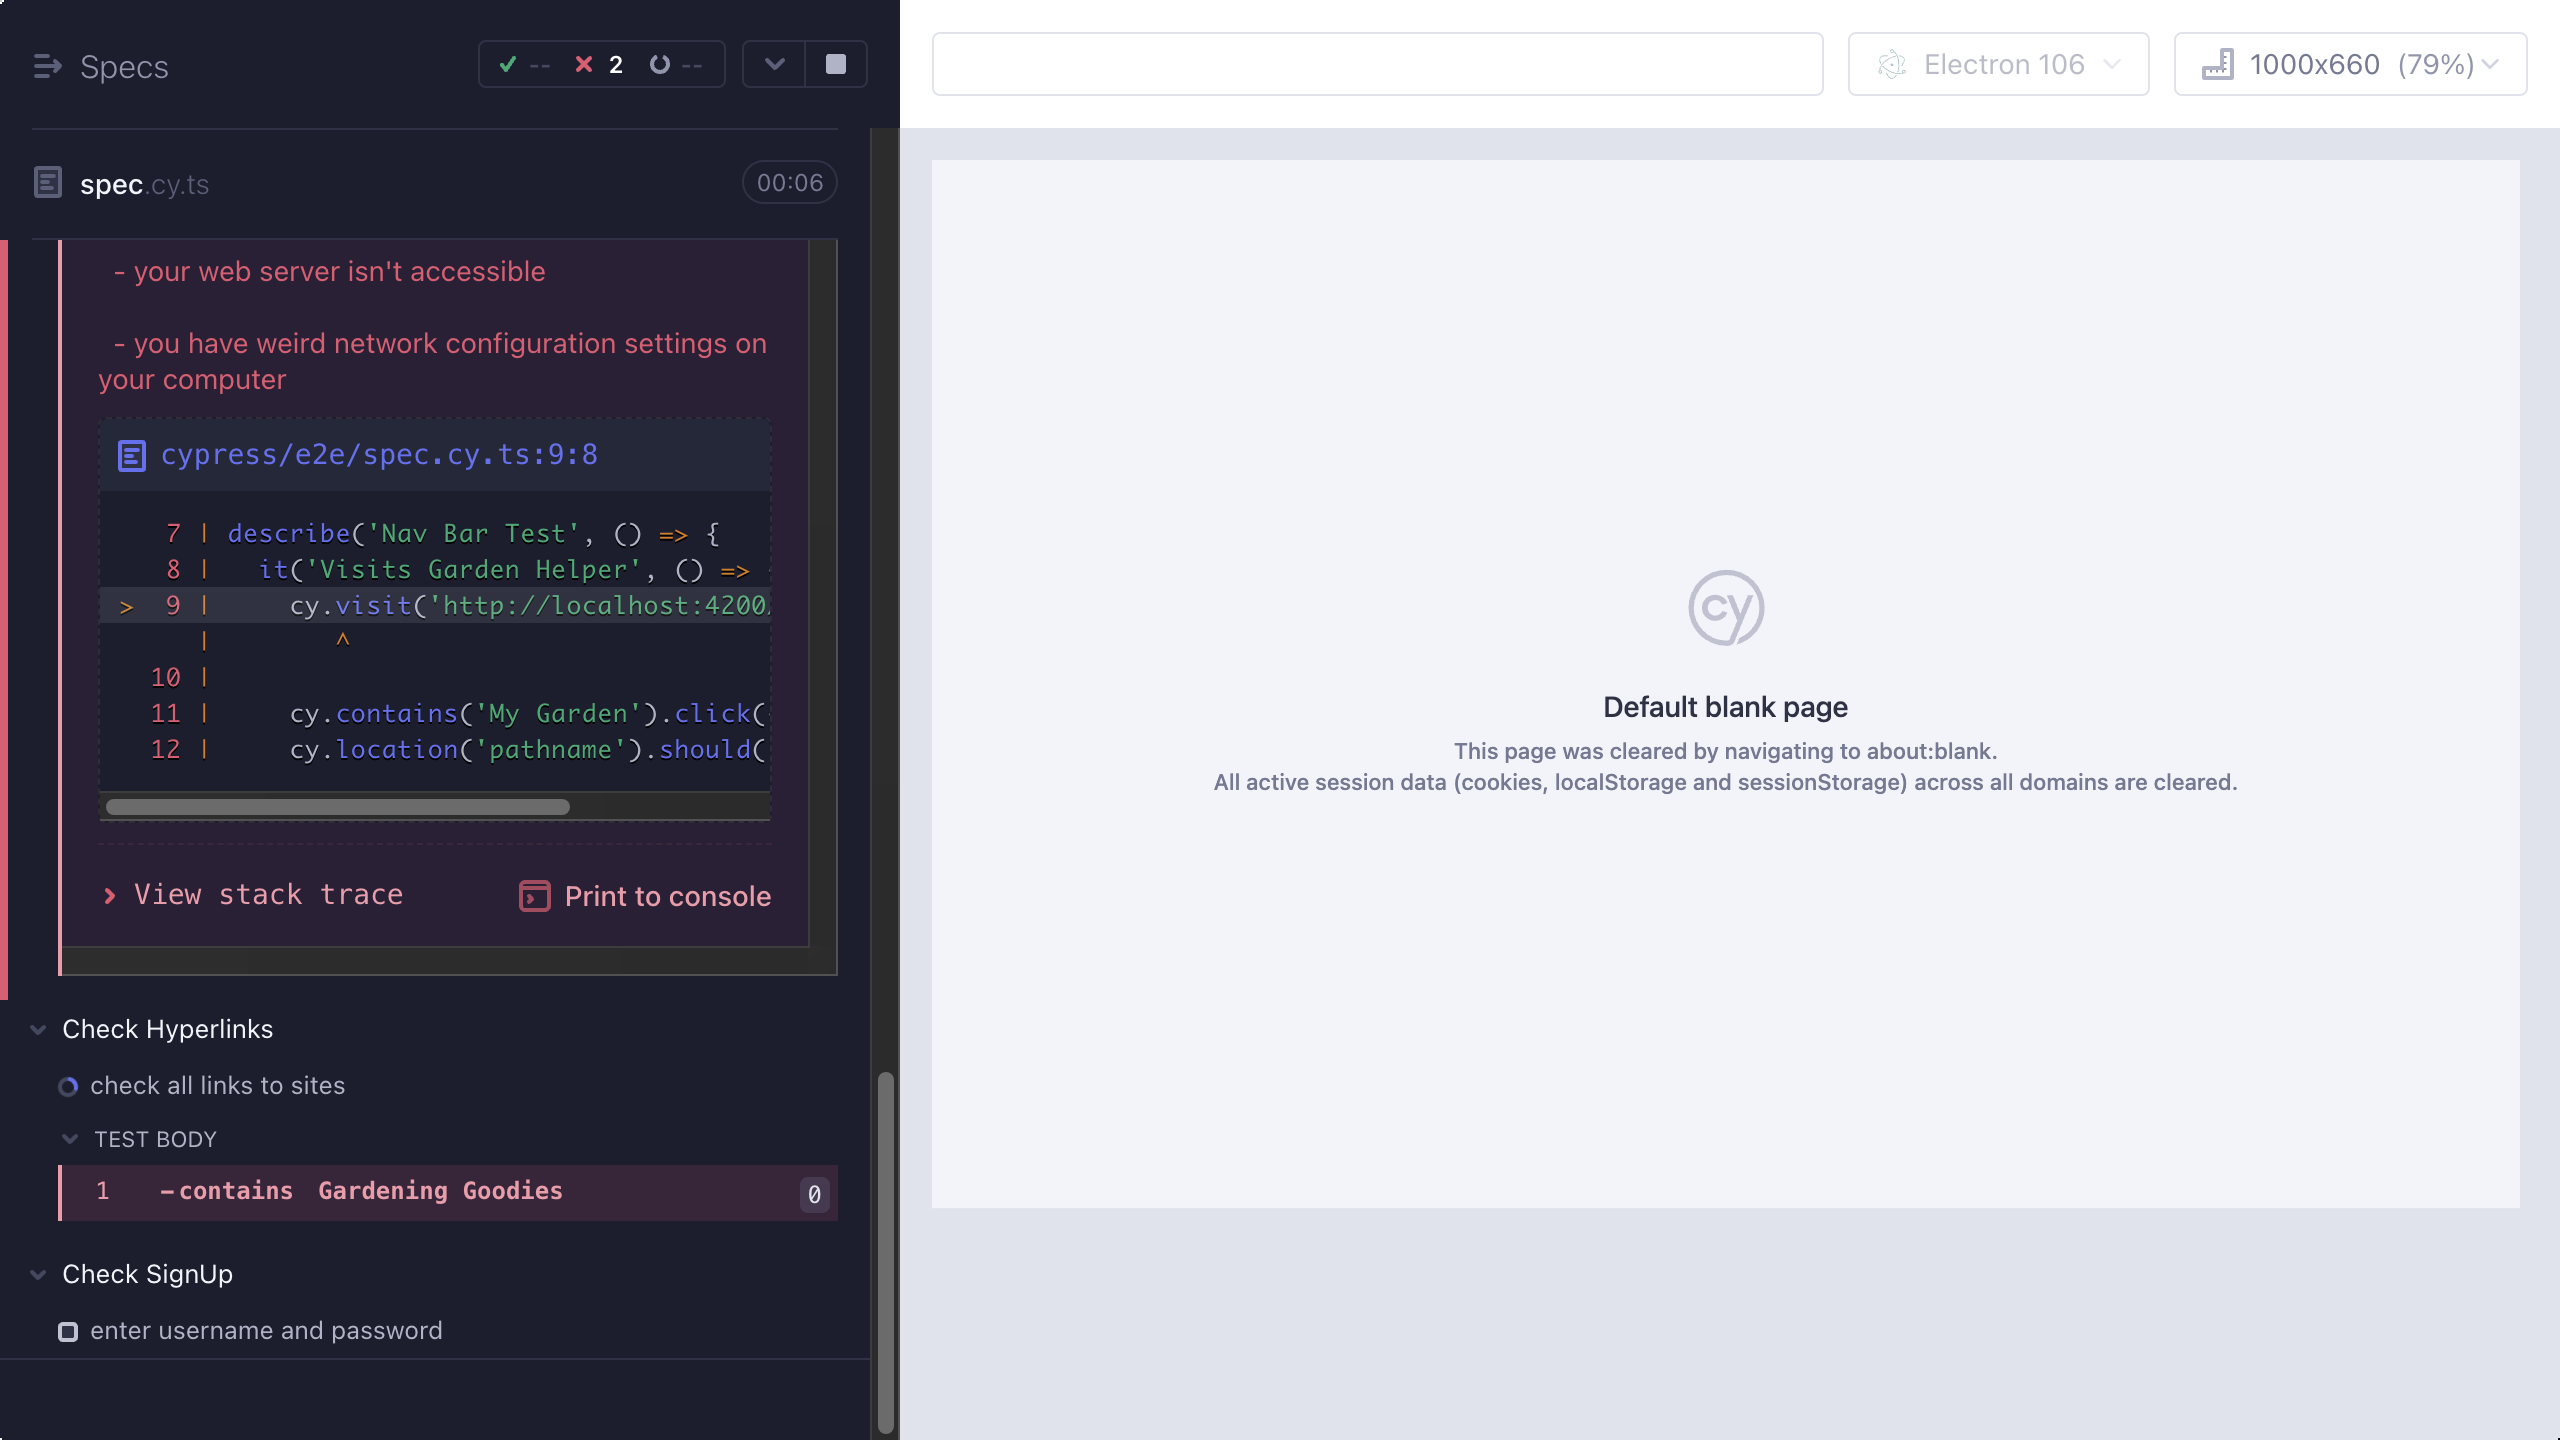 Specs
-- 2 --
spec.cy.ts
00:06
- your web server isn't accessible
- you have weird network configuration settings on
your computer
cypress/e2e/spec.cy.ts:9:8
7 | describe('Nav Bar Test', () => {
8 | it('Visits Garden Helper', () =>
> 9 | cy.visit('http://localhost:4200
| ^
10 |
11 | cy.contains('My Garden').click(
12 | cy.location('pathname').should(
View stack trace
Print to console
Check Hyperlinks
check all links to sites
TEST BODY
1 -contains Gardening Goodies 0
Check SignUp
enter username and password
Electron 106
1000x660 (79%)
cy
Default blank page
This page was cleared by navigating to about:blank.
All active session data (cookies, localStorage and sessionStorage) across all domains are cleared.